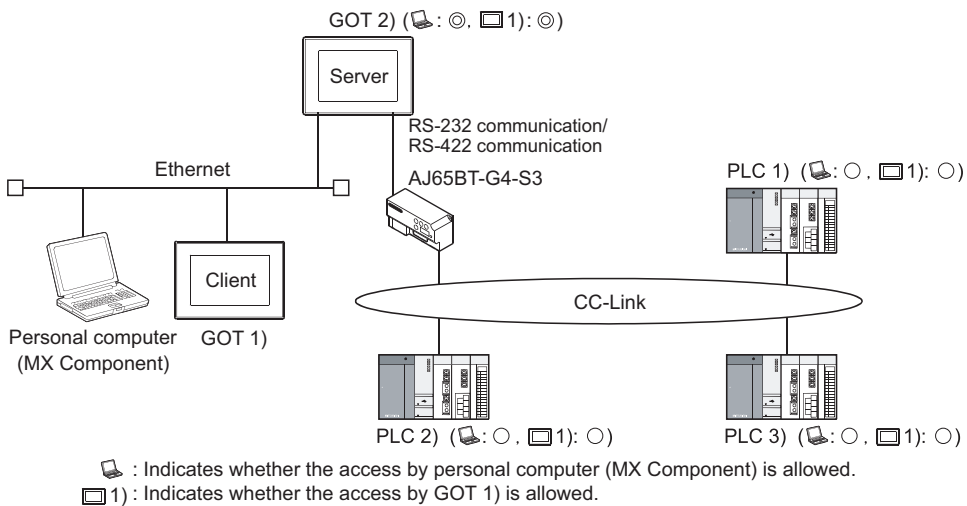 GOT 2) ( : ◎, 1): ◎)
Server
RS-232 communication/
RS-422 communication
Ethernet
AJ65BT-G4-S3
PLC 1) ( : ○, 1): ○)
Client
CC-Link
Personal computer
(MX Component)
GOT 1)
PLC 2) ( : ○, 1): ○)
PLC 3) ( : ○, 1): ○)
: Indicates whether the access by personal computer (MX Component) is allowed.
1) : Indicates whether the access by GOT 1) is allowed.